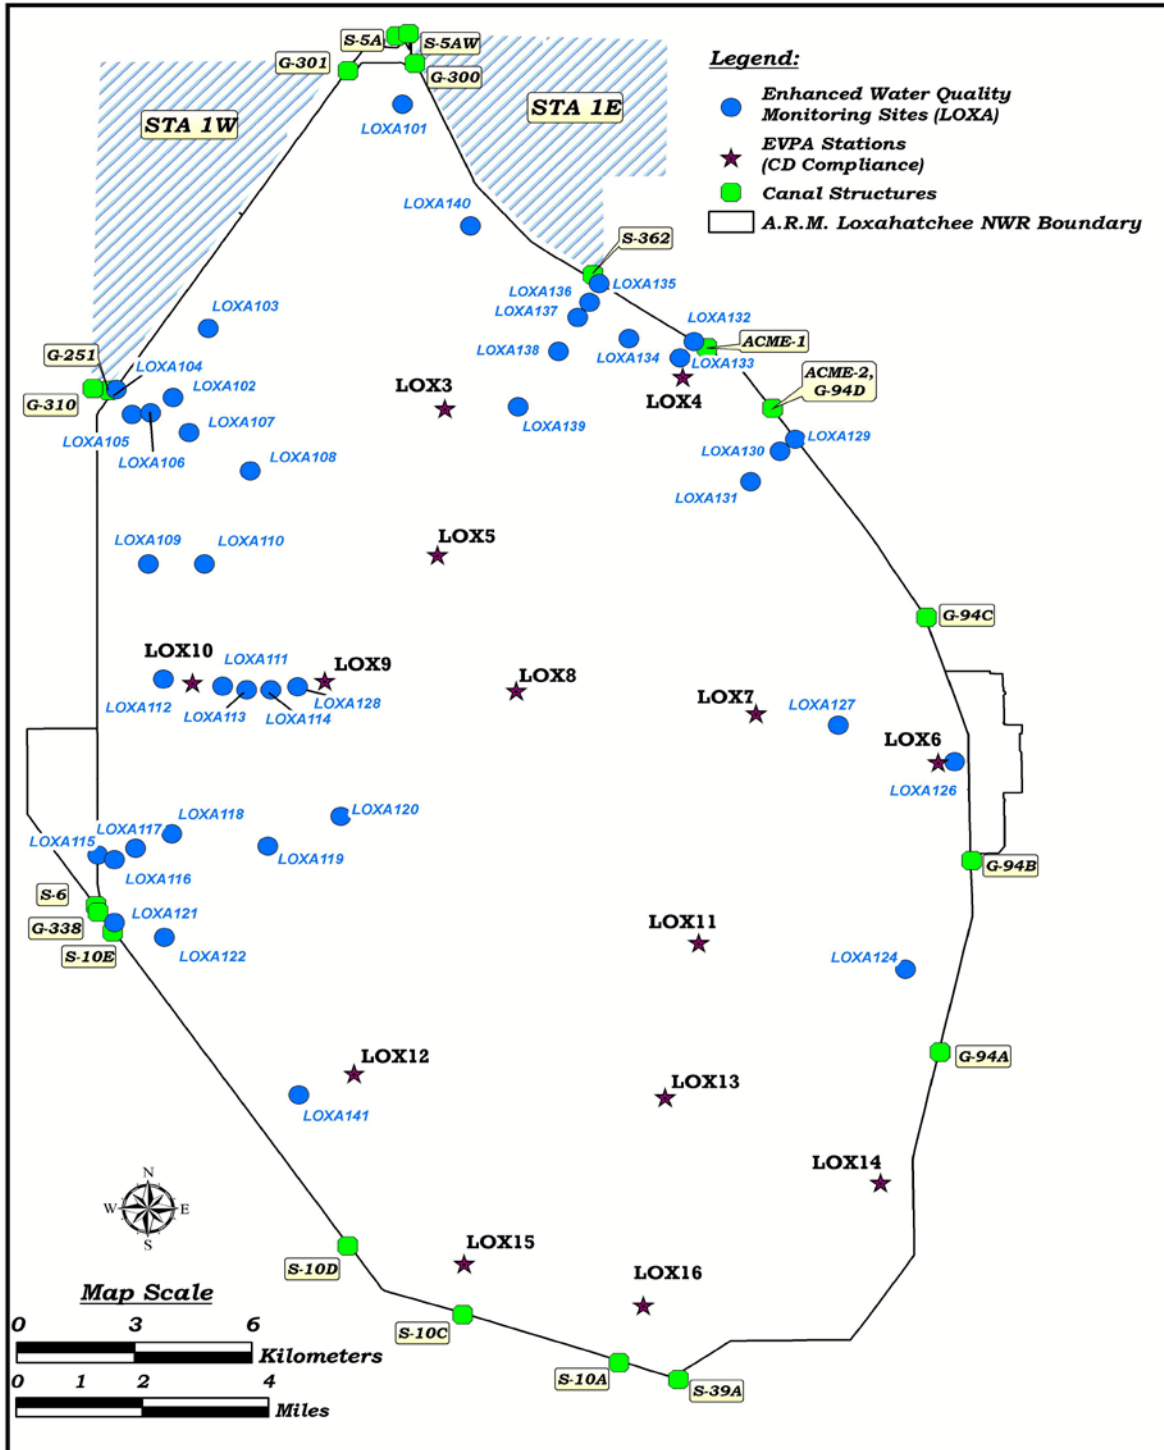 S-5A
S-5AW
G-301
G-300
STA 1W
STA 1E
LOXA101
Legend:
Enhanced Water Quality
Monitoring Sites (LOXA)
EVPA Stations
(CD Compliance)
Canal Structures
A.R.M. Loxahatchee NWR Boundary
LOXA140
S-362
LOXA135
LOXA136
LOXA137
LOXA103
LOXA132
ACME-1
LOXA138
LOXA134
LOXA133
G-251
LOXA104
LOXA102
G-310
LOX3
LOX4
ACME-2,
G-94D
LOXA107
LOXA105
LOXA106
LOXA139
LOXA129
LOXA130
LOXA108
LOXA131
LOXA109
LOXA110
LOX5
G-94C
LOX10
LOXA111
LOX9
LOXA112
LOXA113
LOXA114
LOXA128
LOX8
LOX7
LOXA127
LOX6
LOXA126
LOXA120
LOXA118
LOXA117
LOXA115
LOXA119
LOXA116
G-94B
S-6
LOXA121
G-338
S-10E
LOXA122
LOX11
LOXA124
G-94A
LOX12
LOXA141
LOX13
LOX14
N
W E
S
LOX15
S-10D
LOX16
S-10C
S-10A
S-39A
Map Scale
0 3 6
Kilometers
0 1 2 4
Miles